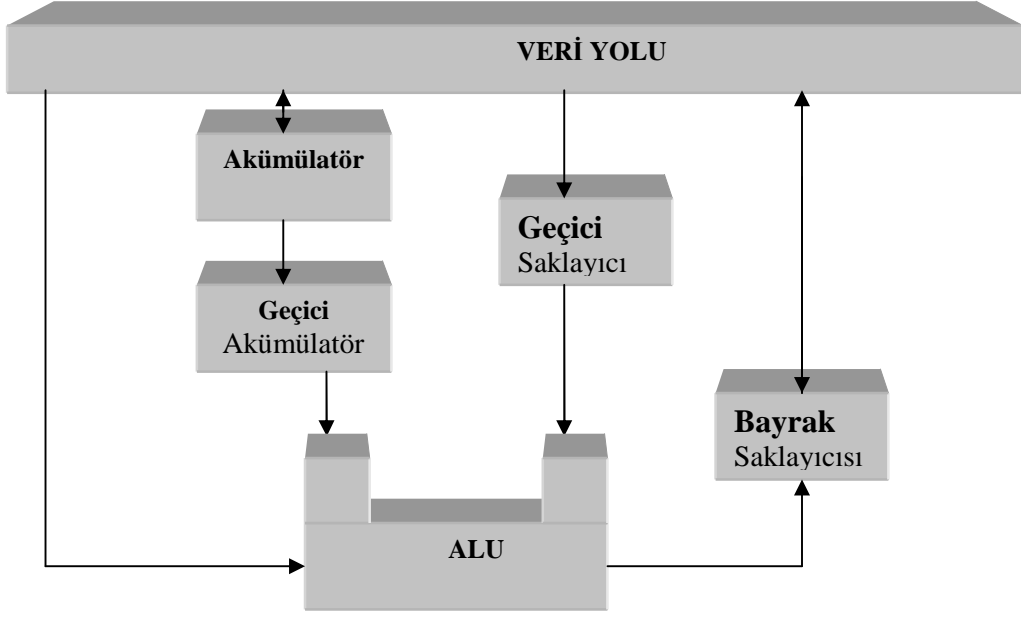 VERİ YOLU
Akümülatör
Geçici
Saklayıcı
Geçici
Akümülatör
Bayrak
Saklayıcısı
ALU